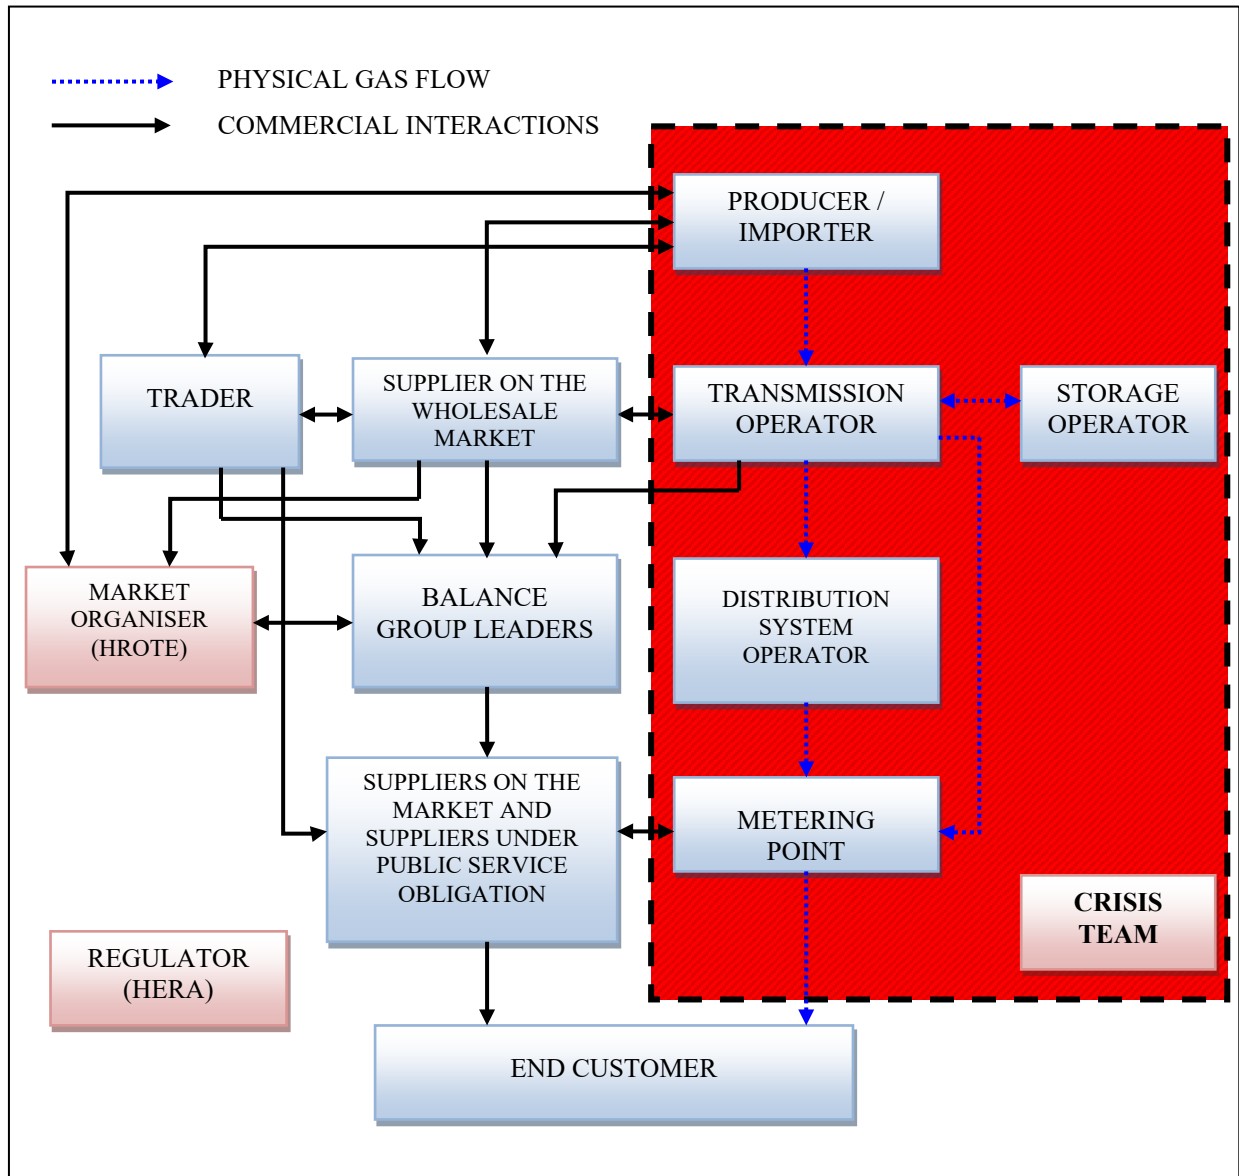 PHYSICAL GAS FLOW
COMMERCIAL INTERACTIONS
PRODUCER /
IMPORTER
TRADER
SUPPLIER ON THE
WHOLESALE
MARKET
TRANSMISSION
OPERATOR
STORAGE
OPERATOR
MARKET
ORGANISER
(HROTE)
BALANCE
GROUP LEADERS
DISTRIBUTION
SYSTEM
OPERATOR
SUPPLIERS ON THE
MARKET AND
SUPPLIERS UNDER
PUBLIC SERVICE
OBLIGATION
METERING
POINT
CRISIS
TEAM
REGULATOR
(HERA)
END CUSTOMER